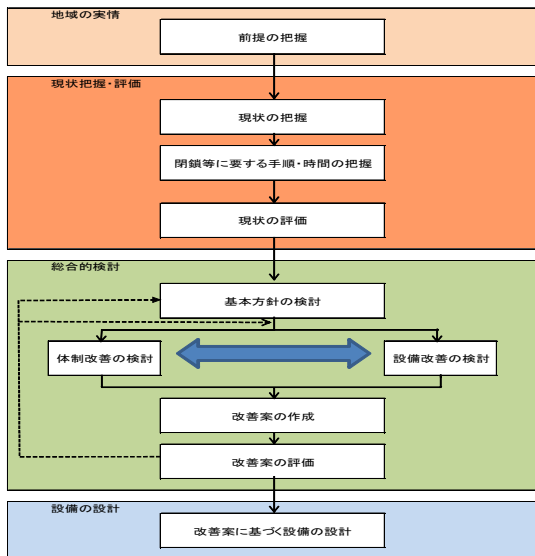 地域の実情
前提の把握
現状把握・評価
現状の把握
閉鎖等に要する手順・時間の把握
現状の評価
総合的検討
基本方針の検討
体制改善の検討
設備改善の検討
改善案の作成
改善案の評価
設備の設計
改善案に基づく設備の設計